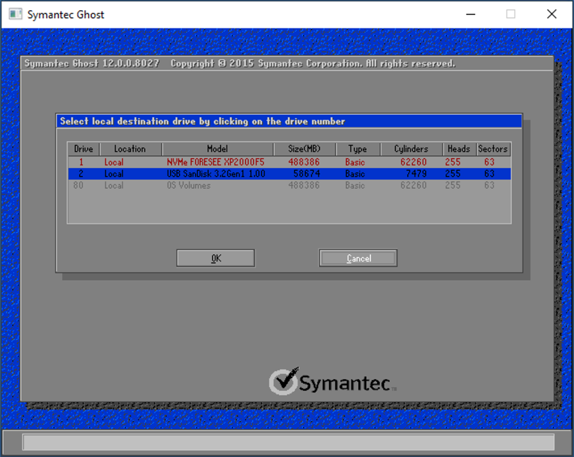 Symantec Ghost
Symantec Ghost 12.0.0.8027 Copyright © 2015 Symantec Corporation. All rights reserved.
Select local destination drive by clicking on the drive number
Drive Location Model Size(MB) Type Cylinders Heads Sectors
1 Local NVMe FORESEE XP2000F5 488386 Basic 62260 255 63
2 Local USB SanDisk 3.2Gen1 1.00 58674 Basic 7479 255 63
80 Local OS Volumes 488386 Basic 62260 255 63
OK Cancel
Symantec